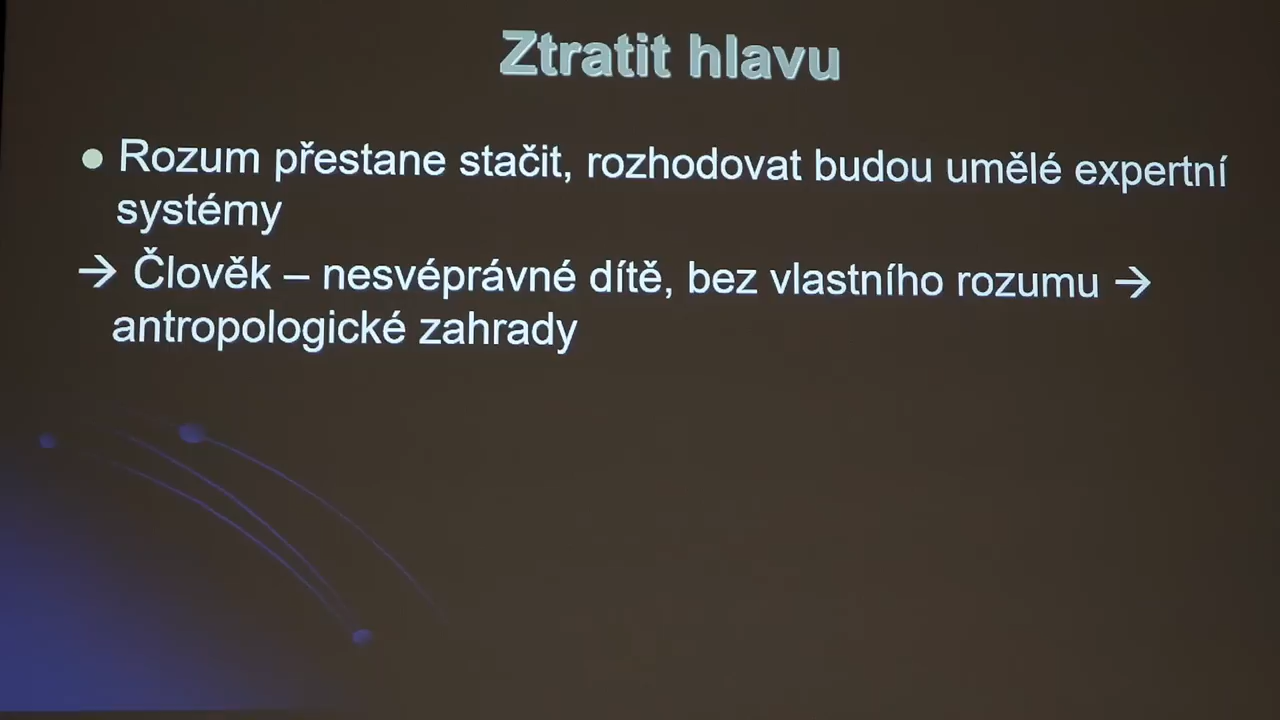 Ztratit hlavu
● Rozum přestane stačit, rozhodovat budou umělé expertní
systémy
→ Člověk – nesvéprávné dítě, bez vlastního rozumu →
antropologické zahrady